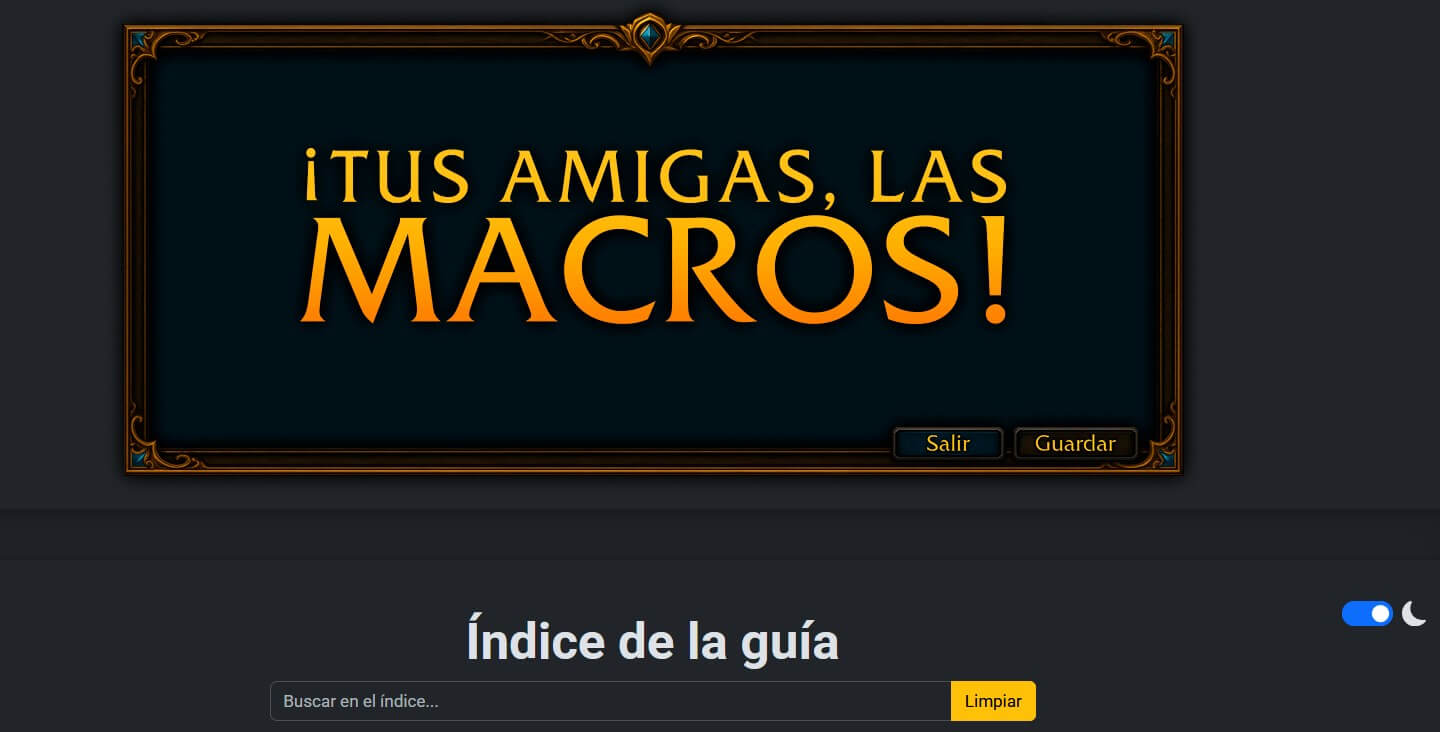 ¡TUS AMIGAS, LAS
MACROS!
Salir
Guardar
Índice de la guía
Buscar en el índice...
Limpiar